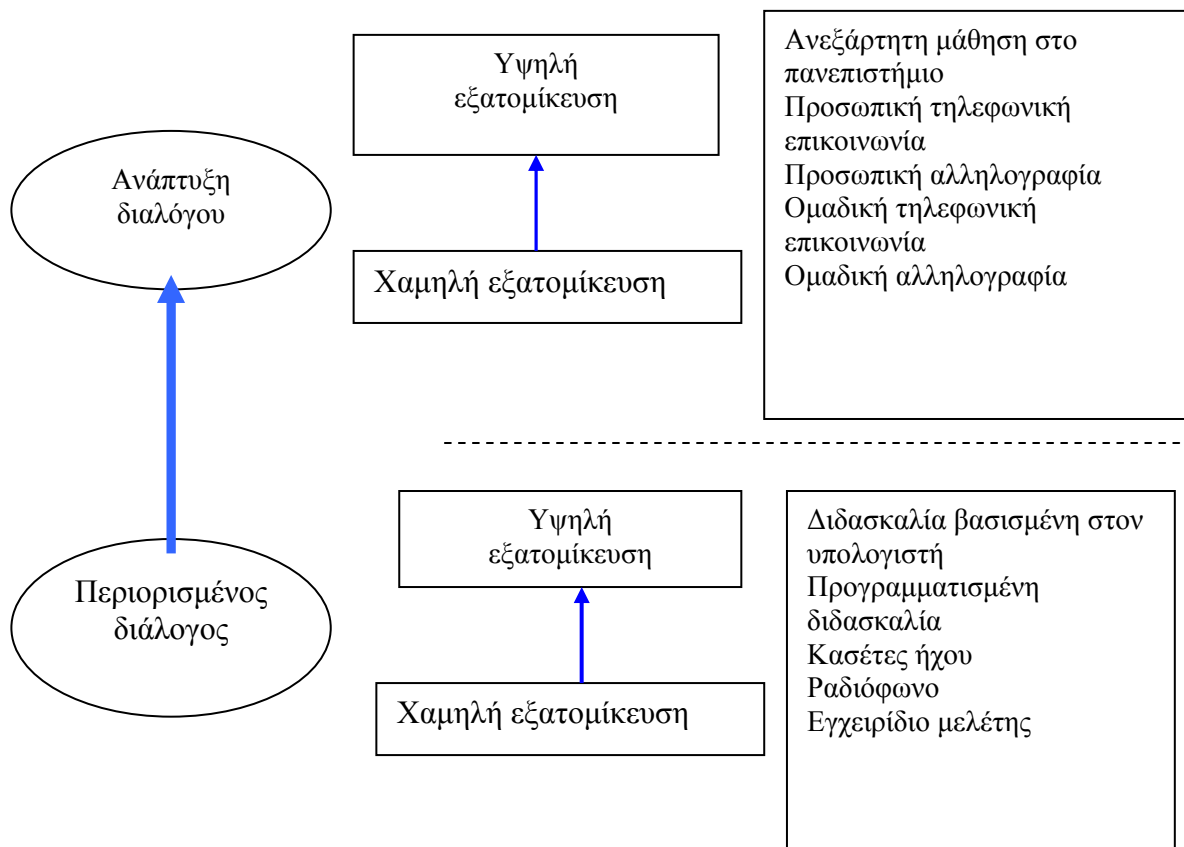 Ανάπτυξη
διαλόγου
Υψηλή
εξατομίκευση
Χαμηλή εξατομίκευση
Ανεξάρτητη μάθηση στο
πανεπιστήμιο
Προσωπική τηλεφωνική
επικοινωνία
Προσωπική αλληλογραφία
Ομαδική τηλεφωνική
επικοινωνία
Ομαδική αλληλογραφία
Περιορισμένος
διάλογος
Υψηλή
εξατομίκευση
Χαμηλή εξατομίκευση
Διδασκαλία βασισμένη στον
υπολογιστή
Προγραμματισμένη
διδασκαλία
Κασέτες ήχου
Ραδιόφωνο
Εγχειρίδιο μελέτης